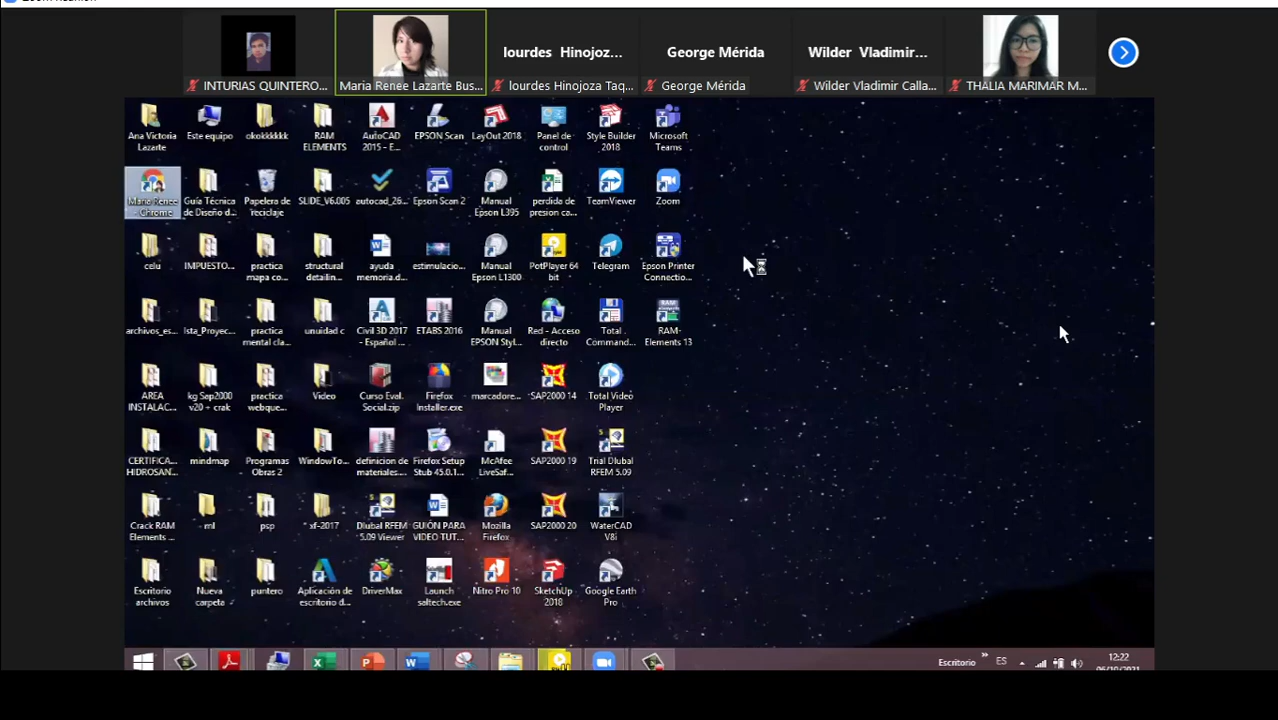 INTURIAS QUINTERO...
Maria Renee Lazarte Bus...
lourdes Hinojoz...
lourdes Hinojoza Taq...
George Mérida
George Mérida
Wilder Vladimir...
Wilder Vladimir Calla...
THALIA MARIMAR M...
Ana Victoria
Lazarte
Este equipo
okokkkkkk
RAM
ELEMENTS
AutoCAD
2015 - E...
EPSON Scan
LayOut 2018
Panel de
control
Style Builder
2018
Microsoft
Teams
Maria Renee
- Chrome
Guía Técnica
de Diseño d...
Papelera de
reciclaje
SLIDE_V6.005
autocad_26...
Epson Scan 2
Manual
Epson L395
perdida de
presion ca...
TeamViewer
Zoom
celu
IMPUESTO...
practica
mapa co...
structural
detailin...
ayuda
memoria.d...
estimulacio...
Manual
Epson L1300
PotPlayer 64
bit
Telegram
Epson Printer
Connectio...
archivos_es...
lsta_Proyec...
practica
mental cla...
unuidad c
Civil 3D 2017
- Español ...
ETABS 2016
Manual
EPSON Styl...
Red - Acceso
directo
Total
Command...
RAM-
Elements 13
AREA
INSTALAC...
kg Sap2000
v20 + crak
practica
webque...
Video
Curso Eval.
Social.zip
Firefox
Installer.exe
marcadore...
SAP2000 14
Total Video
Player
CERTIFICA...
HIDROSAN...
mindmap
Programas
Obras 2
WindowTo...
definicion de
materiales...
Firefox Setup
Stub 45.0.1...
McAfee
LiveSaf...
SAP2000 19
Trial Dlubal
RFEM 5.09
Crack RAM
Elements ...
ml
psp
xf-2017
Dlubal RFEM
5.09 Viewer
GUIÓN PARA
VIDEO TUT...
Mozilla
Firefox
SAP2000 20
WaterCAD
V8i
Escritorio
archivos
Nueva
carpeta
puntero
Aplicación de
escritorio d...
DriverMax
Launch
saltech.exe
Nitro Pro 10
SketchUp
2018
Google Earth
Pro
Escritorio
ES
12:22
06/10/2021